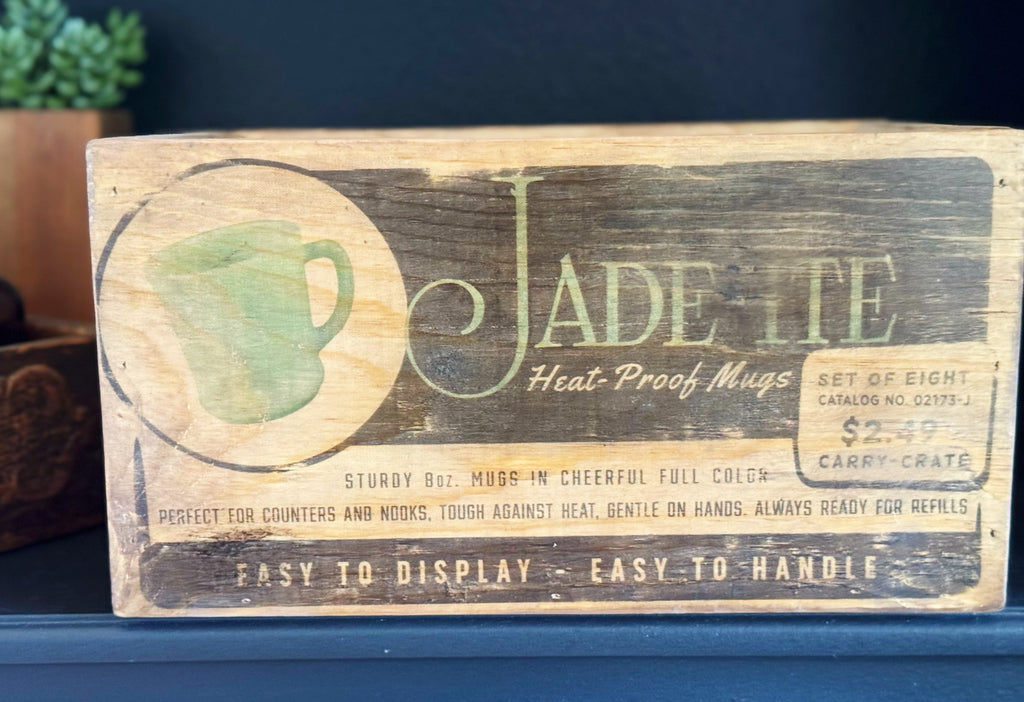 JADEITE
Heat-Proof Mugs
SET OF EIGHT
CATALOG NO. 02173-J
$2.49
CARRY-CRATE
STURDY 8oz. MUGS IN CHEERFUL FULL COLOR
PERFECT FOR COUNTERS AND NOOKS, TOUGH AGAINST HEAT, GENTLE ON HANDS. ALWAYS READY FOR REFILLS
EASY TO DISPLAY - EASY TO HANDLE